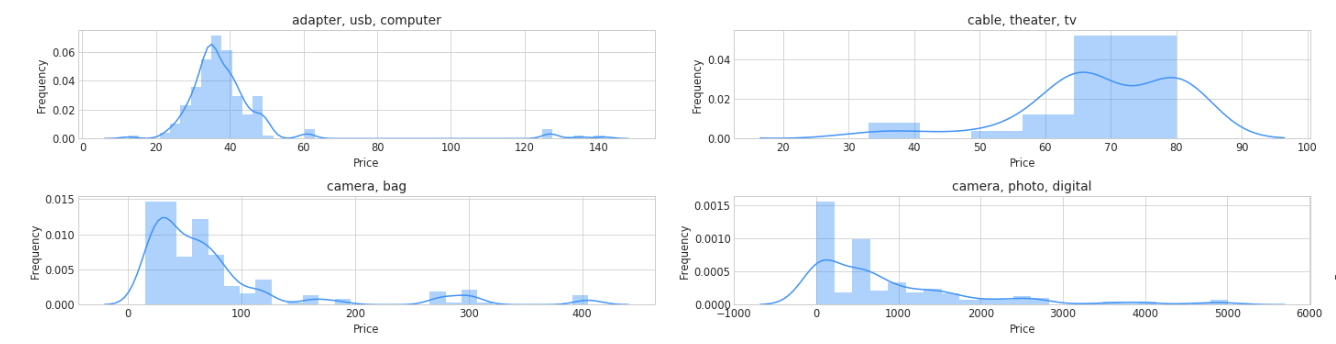 adapter, usb, computer
Frequency
0.06
0.04
0.02
0.00
0 20 40 60 80 100 120 140
Price
cable, theater, tv
Frequency
0.04
0.02
0.00
20 30 40 50 60 70 80 90 100
Price
camera, bag
Frequency
0.015
0.010
0.005
0.000
0 100 200 300 400
Price
camera, photo, digital
Frequency
0.0015
0.0010
0.0005
0.0000
−1000 0 1000 2000 3000 4000 5000 6000
Price